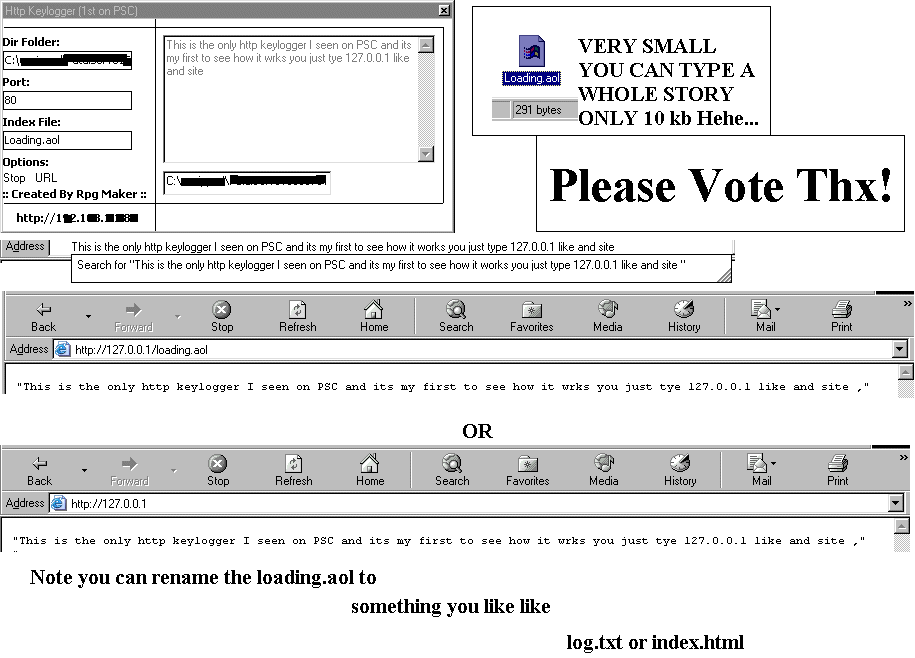 Http Keylogger (1st on PSC)
Dir Folder:
C:\
Port:
80
Index File:
Loading.aol
Options:
Stop URL
:: Created By Rpg Maker ::
http://
This is the only http keylogger I seen on PSC and its
my first to see how it wrks you just tye 127.0.0.1 like
and site
C:\
Loading.aol
291 bytes
VERY SMALL
YOU CAN TYPE A
WHOLE STORY
ONLY 10 kb Hehe...
Please Vote Thx!
Address This is the only http keylogger I seen on PSC and its my first to see how it works you just type 127.0.0.1 like and site
Search for "This is the only http keylogger I seen on PSC and its my first to see how it works you just type 127.0.0.1 like and site "
Back Forward Stop Refresh Home Search Favorites Media History Mail Print »
Address http://127.0.0.1/loading.aol
"This is the only http keylogger I seen on PSC and its my first to see how it wrks you just tye 127.0.0.1 like and site ,"
OR
Back Forward Stop Refresh Home Search Favorites Media History Mail Print »
Address http://127.0.0.1
"This is the only http keylogger I seen on PSC and its my first to see how it wrks you just tye 127.0.0.1 like and site ,"
Note you can rename the loading.aol to
something you like like
log.txt or index.html